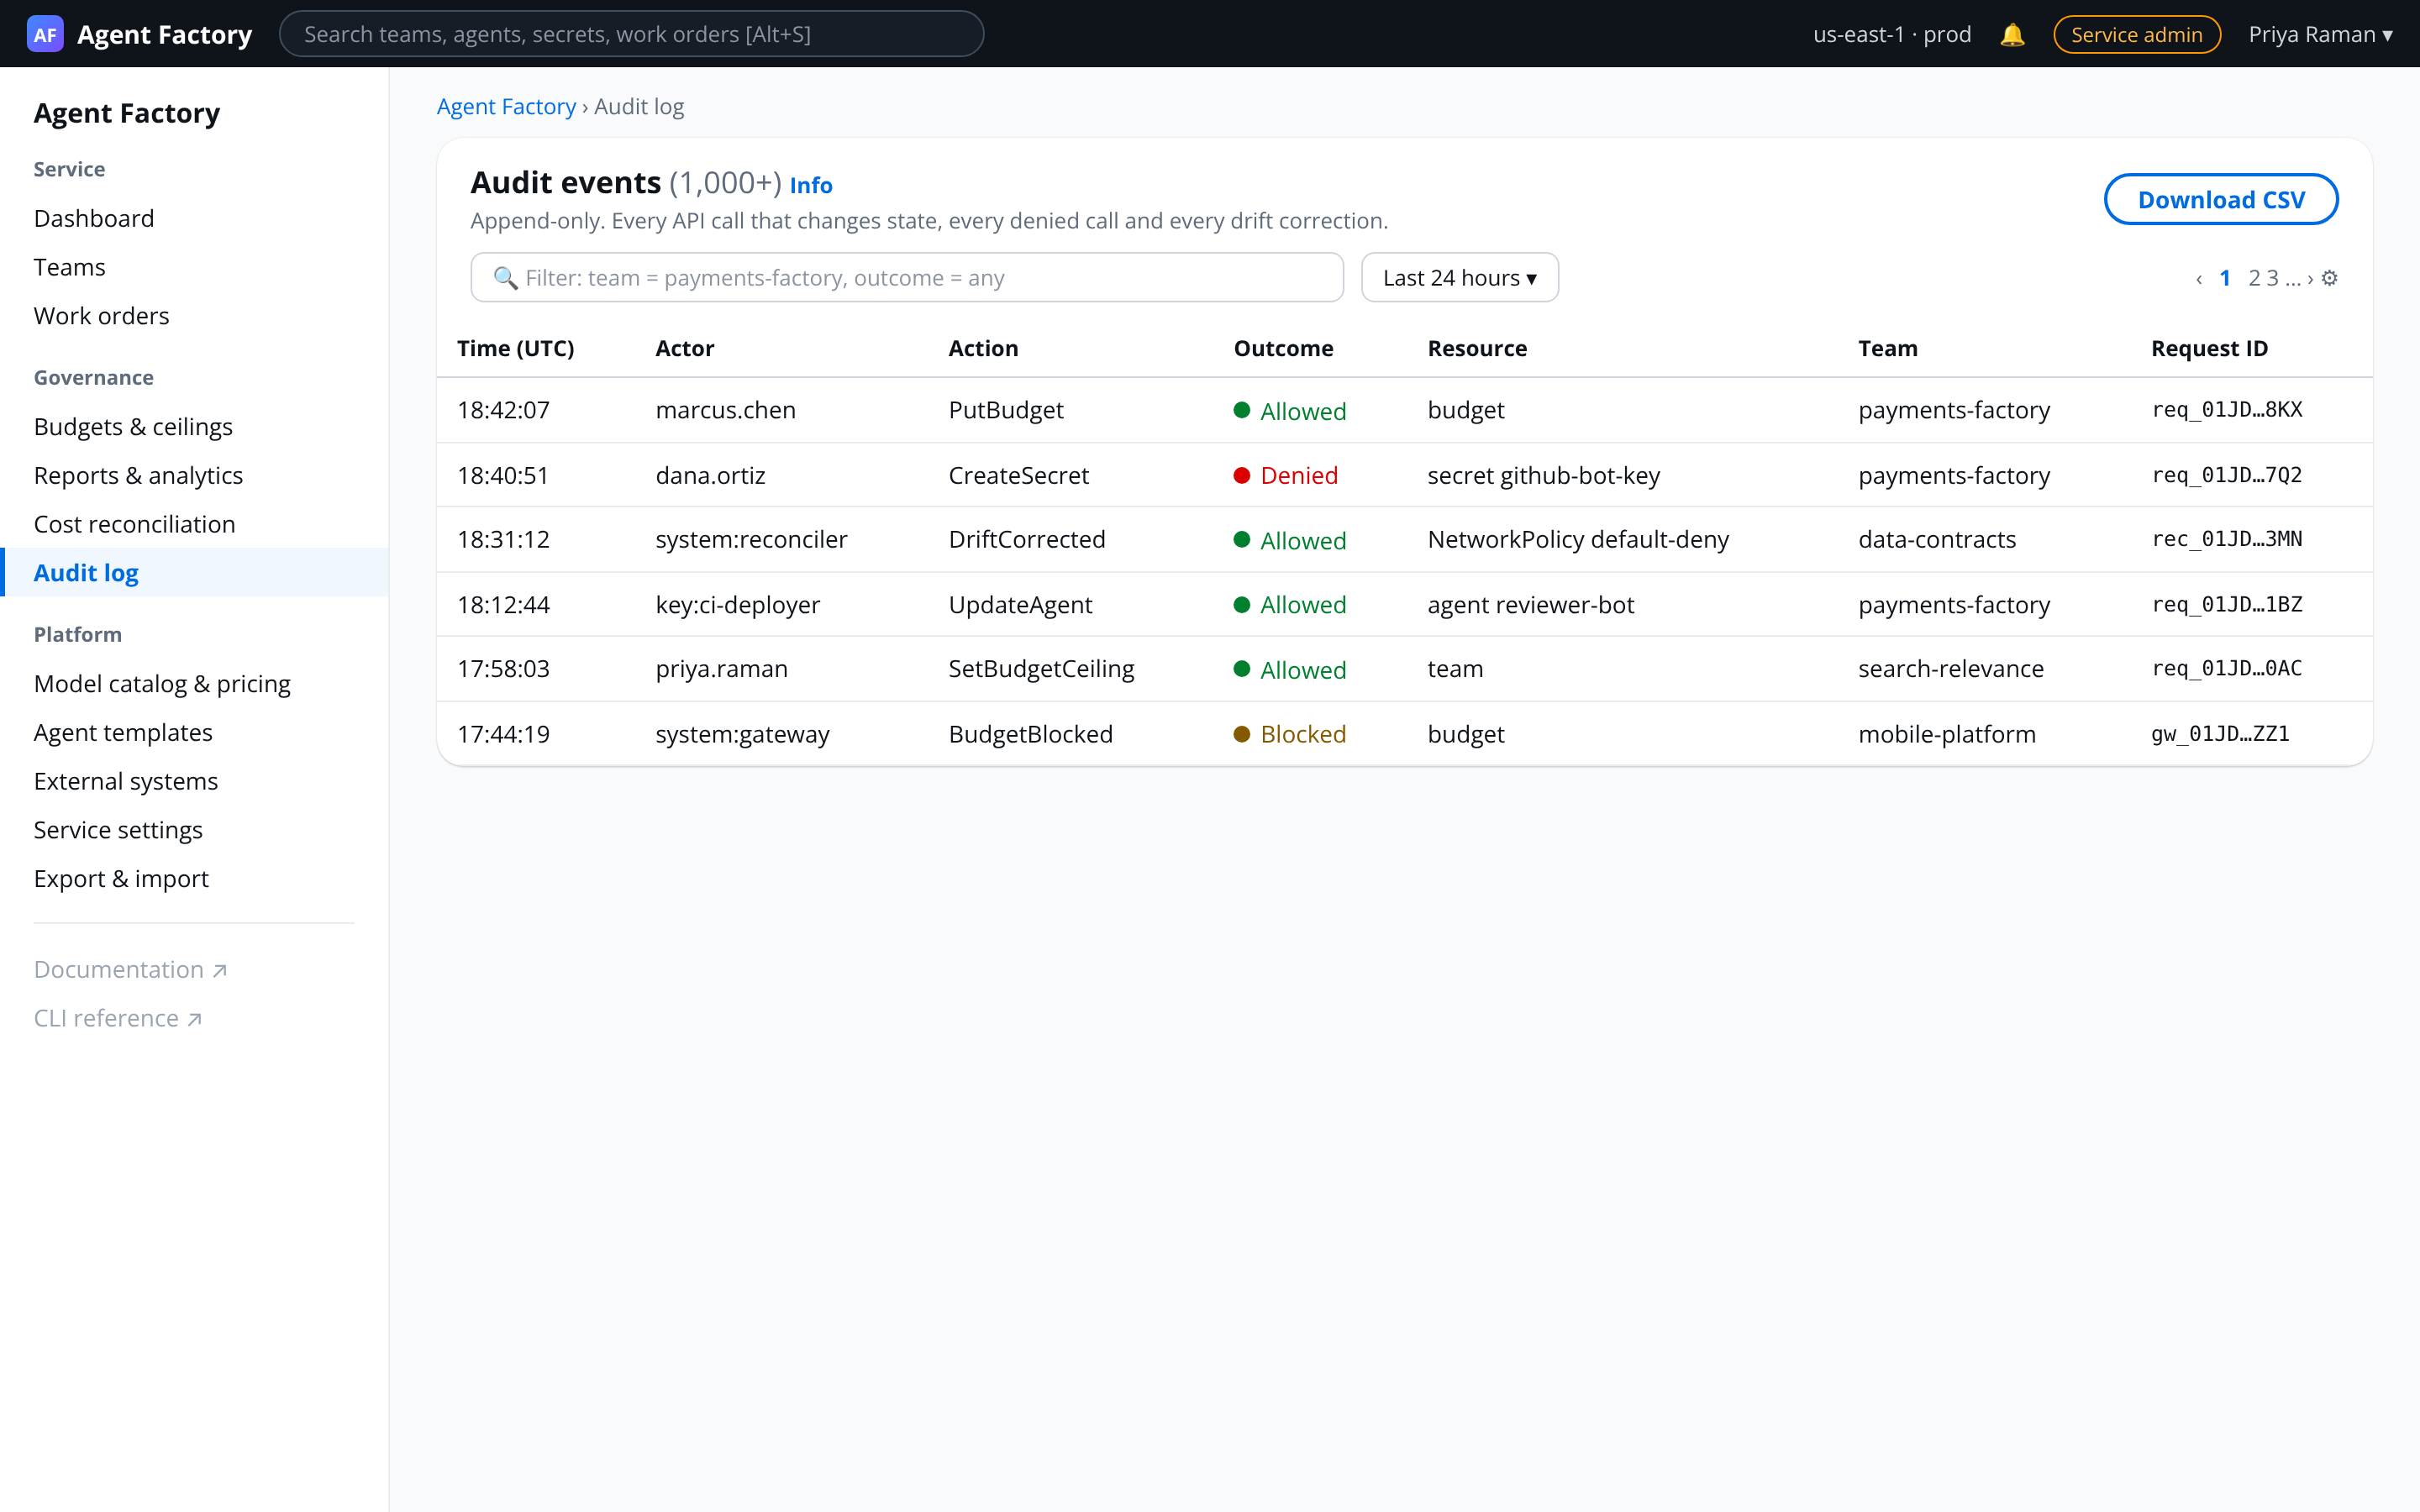 AF Agent Factory Search teams, agents, secrets, work orders [Alt+S] us-east-1 · prod 🔔 Service admin Priya Raman ▾
Agent Factory
Service
Dashboard
Teams
Work orders
Governance
Budgets & ceilings
Reports & analytics
Cost reconciliation
Audit log
Platform
Model catalog & pricing
Agent templates
External systems
Service settings
Export & import
Documentation ↗
CLI reference ↗
Agent Factory › Audit log
Audit events (1,000+) Info
Append-only. Every API call that changes state, every denied call and every drift correction.
Download CSV
🔍 Filter: team = payments-factory, outcome = any Last 24 hours ▾ ‹ 1 2 3 ... › ⚙
Time (UTC) Actor Action Outcome Resource Team Request ID
18:42:07 marcus.chen PutBudget Allowed budget payments-factory req_01JD…8KX
18:40:51 dana.ortiz CreateSecret Denied secret github-bot-key payments-factory req_01JD…7Q2
18:31:12 system:reconciler DriftCorrected Allowed NetworkPolicy default-deny data-contracts rec_01JD…3MN
18:12:44 key:ci-deployer UpdateAgent Allowed agent reviewer-bot payments-factory req_01JD…1BZ
17:58:03 priya.raman SetBudgetCeiling Allowed team search-relevance req_01JD…0AC
17:44:19 system:gateway BudgetBlocked Blocked budget mobile-platform gw_01JD…ZZ1